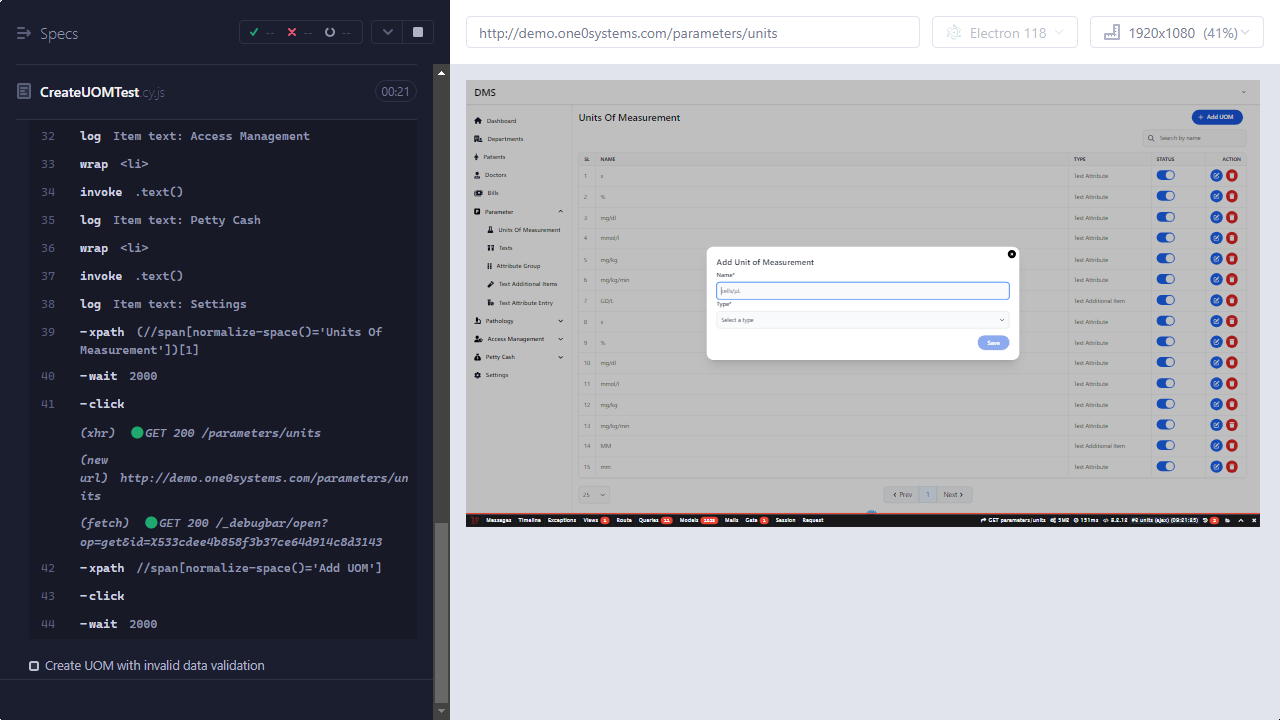 Specs
--
--
--
CreateUOMTest.cy.js
00:21
32 log Item text: Access Management
33 wrap <li>
34 invoke .text()
35 log Item text: Petty Cash
36 wrap <li>
37 invoke .text()
38 log Item text: Settings
39 -xpath (//span[normalize-space()='Units Of
Measurement'])[1]
40 -wait 2000
41 -click
(xhr) GET 200 /parameters/units
(new
url) http://demo.one0systems.com/parameters/un
its
(fetch) GET 200 /_debugbar/open?
op=get&id=X533cdee4b858f3b37ce64d914c8d3143
42 -xpath //span[normalize-space()='Add UOM']
43 -click
44 -wait 2000
Create UOM with invalid data validation
http://demo.one0systems.com/parameters/units
Electron 118
1920x1080 (41%)
DMS
Dashboard
Departments
Patients
Doctors
Bills
Parameter
Units Of Measurement
Tests
Attribute Group
Test Additional Items
Test Attribute Entry
Pathology
Access Management
Petty Cash
Settings
Units Of Measurement
+ Add UOM
Search by name
SL NAME TYPE STATUS ACTION
1 x Test Attribute
2 % Test Attribute
3 mg/dl Test Attribute
4 mmol/l Test Attribute
5 mg/kg Test Attribute
6 mg/kg/min Test Attribute
7 GD/L Test Additional Item
8 x Test Attribute
9 % Test Attribute
10 mg/dl Test Attribute
11 mmol/l Test Attribute
12 mg/kg Test Attribute
13 mg/kg/min Test Attribute
14 MM Test Additional Item
15 mm Test Attribute
Add Unit of Measurement
Name*
cells/µL
Type*
Select a type
Save
25
Prev 1 Next
Messages Timeline Exceptions Views Route Queries 11 Models Mails Gate Session Request
GET parameters/units 5MB 151ms 8.2.12 #2 units (ajax)